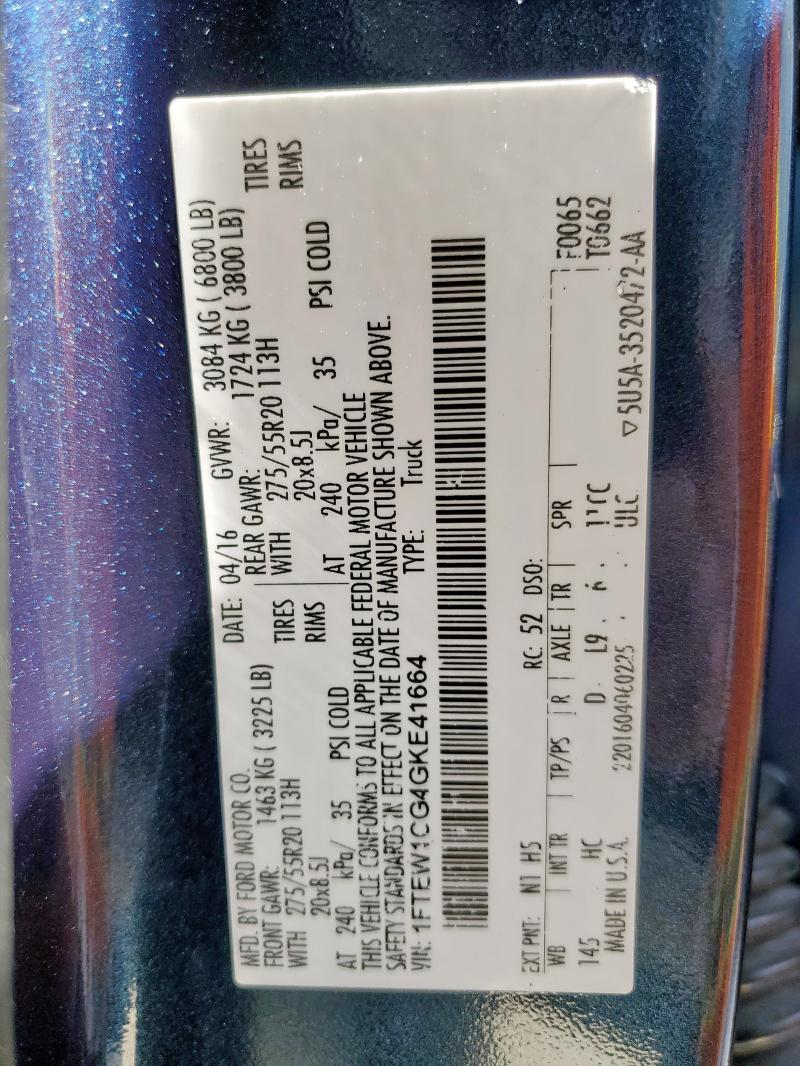 MFD. BY FORD MOTOR CO. DATE: 04/16 GVWR: 3084 KG ( 6800 LB)
FRONT GAWR: 1463 KG ( 3225 LB) REAR GAWR: 1724 KG ( 3800 LB)
WITH 275/55R20 113H TIRES WITH 275/55R20 113H TIRES
20x8.5J RIMS 20x8.5J RIMS
AT 240 kPa/ 35 PSI COLD AT 240 kPa/ 35 PSI COLD
THIS VEHICLE CONFORMS TO ALL APPLICABLE FEDERAL MOTOR VEHICLE
SAFETY STANDARDS IN EFFECT ON THE DATE OF MANUFACTURE SHOWN ABOVE.
VIN: 1FTEW1CG4GKE41664 TYPE: Truck
EXT PNT: N1 H5 RC: 52 DSO:
WB INT TR TP/PS R AXLE TR SPR F0065
145 HC D L9 T0662
MADE IN U.S.A. ▽5U5A-3520472-AA